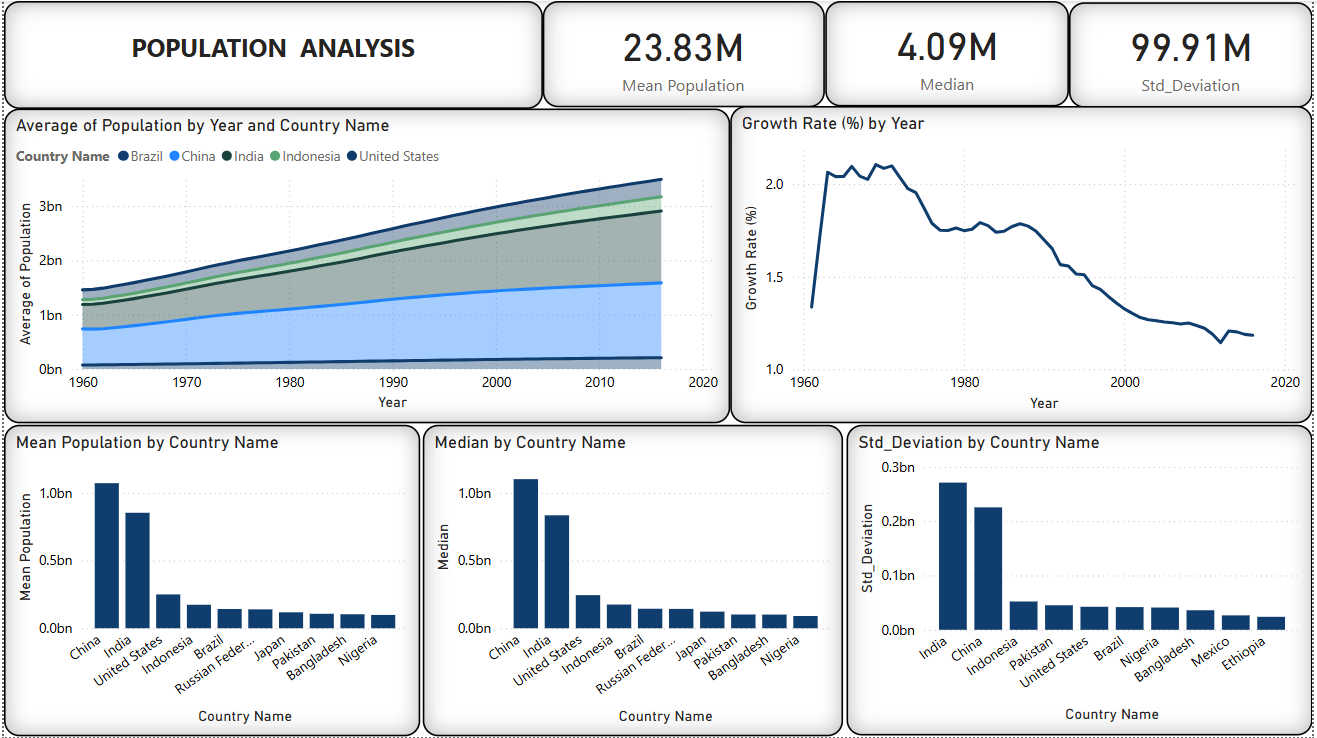 POPULATION ANALYSIS
23.83M
Mean Population
4.09M
Median
99.91M
Std_Deviation
Average of Population by Year and Country Name
Country Name Brazil China India Indonesia United States
Average of Population
3bn
2bn
1bn
0bn
1960 1970 1980 1990 2000 2010 2020
Year
Growth Rate (%) by Year
Growth Rate (%)
2.0
1.5
1.0
1960 1980 2000 2020
Year
Mean Population by Country Name
Mean Population
1.0bn
0.5bn
0.0bn
China
India
United States
Indonesia
Brazil
Russian Feder...
Japan
Pakistan
Bangladesh
Nigeria
Country Name
Median by Country Name
Median
1.0bn
0.5bn
0.0bn
China
India
United States
Indonesia
Brazil
Russian Feder...
Japan
Pakistan
Bangladesh
Nigeria
Country Name
Std_Deviation by Country Name
Std_Deviation
0.3bn
0.2bn
0.1bn
0.0bn
India
China
Indonesia
Pakistan
United States
Brazil
Nigeria
Bangladesh
Mexico
Ethiopia
Country Name